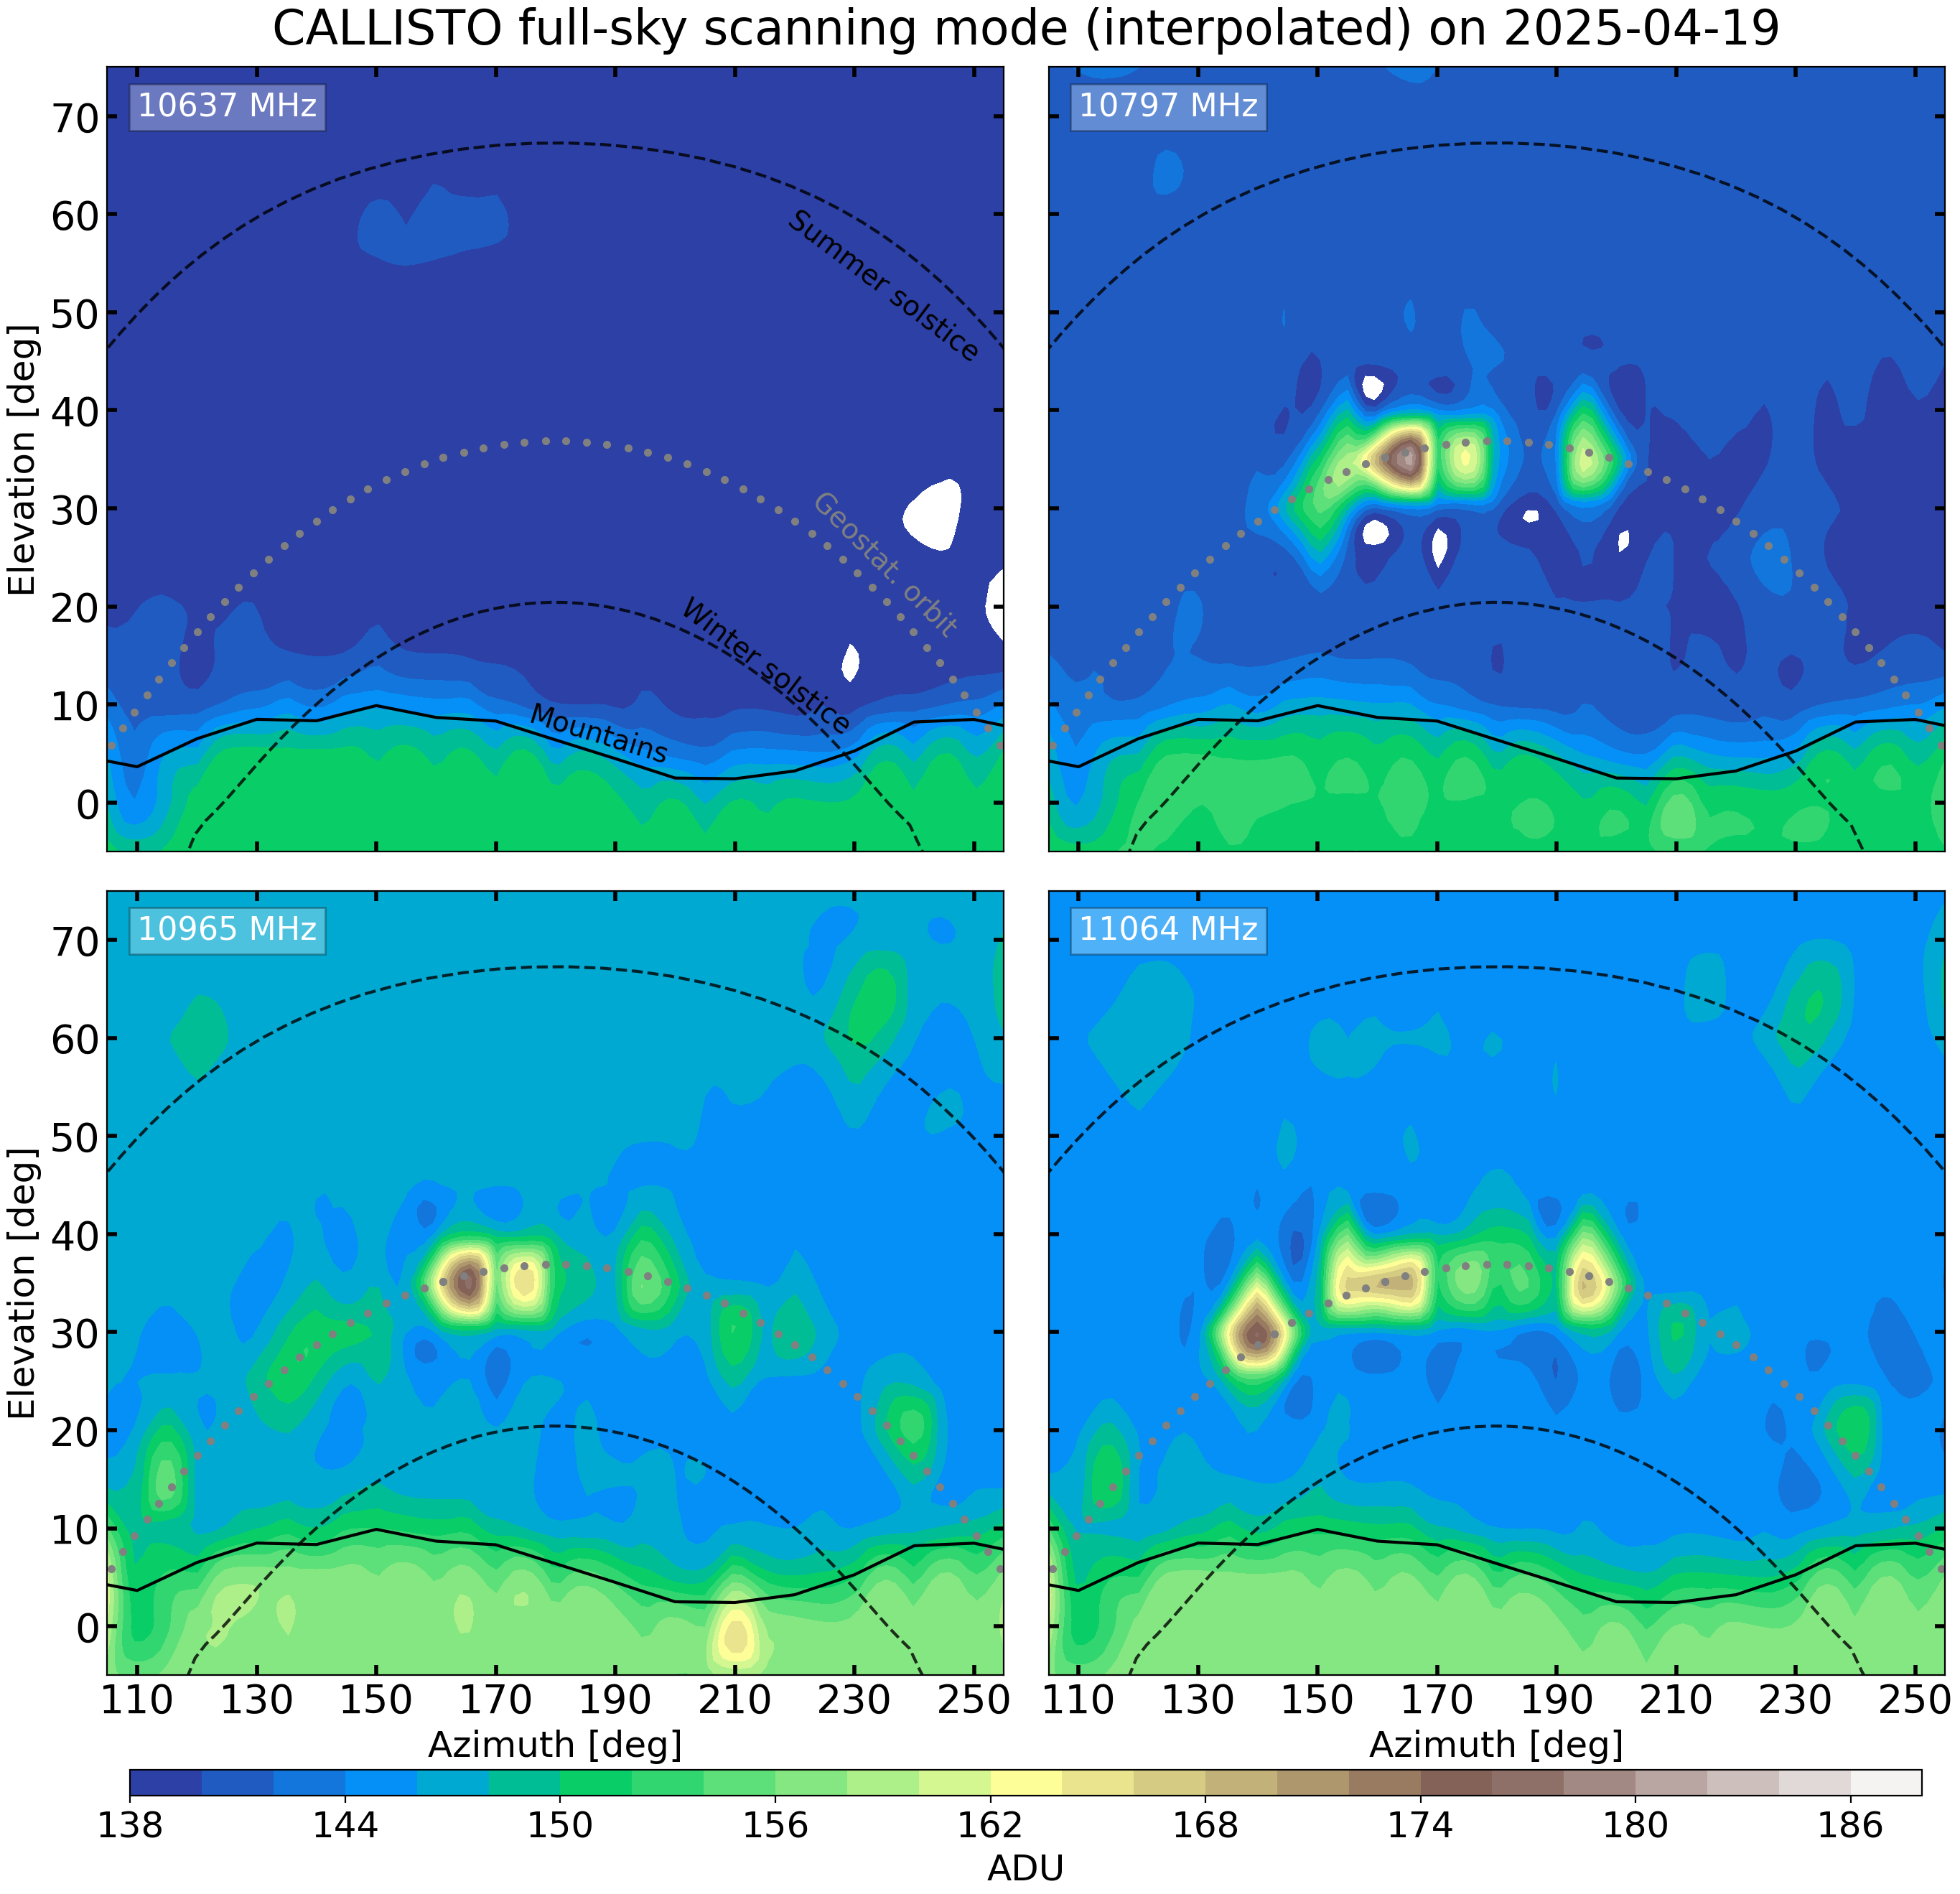 CALLISTO full-sky scanning mode (interpolated) on 2025-04-19
10637 MHz
10797 MHz
70
60
50
40
30
20
10
0
Elevation [deg]
Summer solstice
Geostat. orbit
Winter solstice
Mountains
10965 MHz
11064 MHz
70
60
50
40
30
20
10
0
Elevation [deg]
110 130 150 170 190 210 230 250
110 130 150 170 190 210 230 250
Azimuth [deg]
Azimuth [deg]
138 144 150 156 162 168 174 180 186
ADU